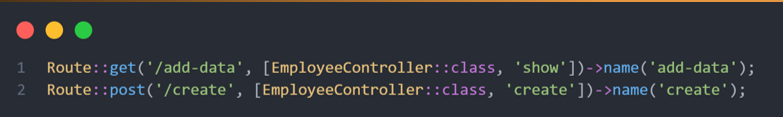 1 Route::get('/add-data', [EmployeeController::class, 'show'])->name('add-data');
2 Route::post('/create', [EmployeeController::class, 'create'])->name('create');